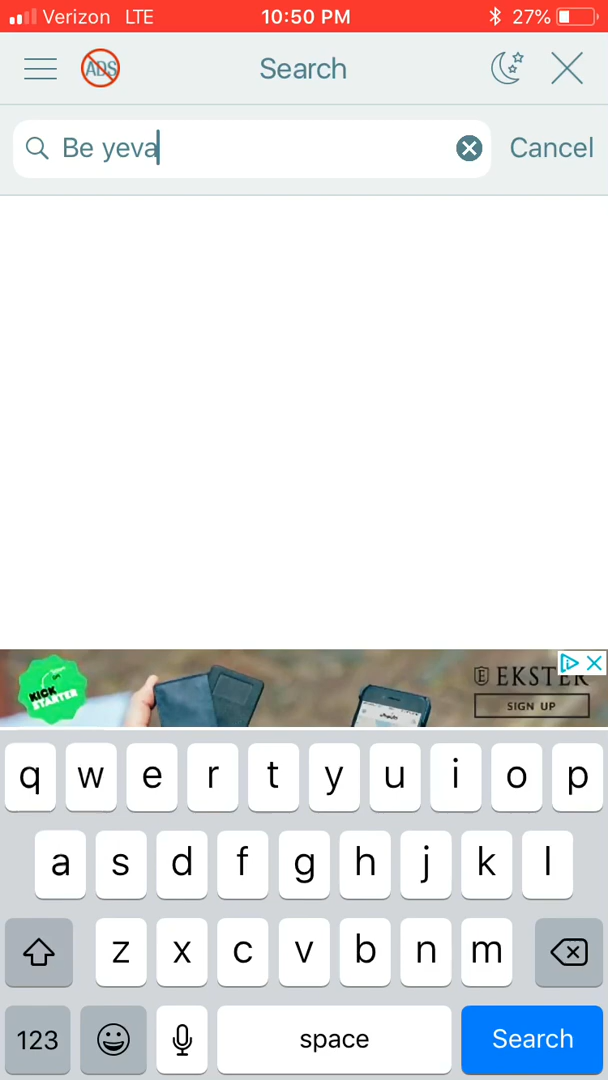 Verizon LTE 10:50 PM 27%
ADS Search
Be yeva Cancel
KICK
STARTER
EKSTER
SIGN UP
q w e r t y u i o p
a s d f g h j k l
z x c v b n m
123 space Search